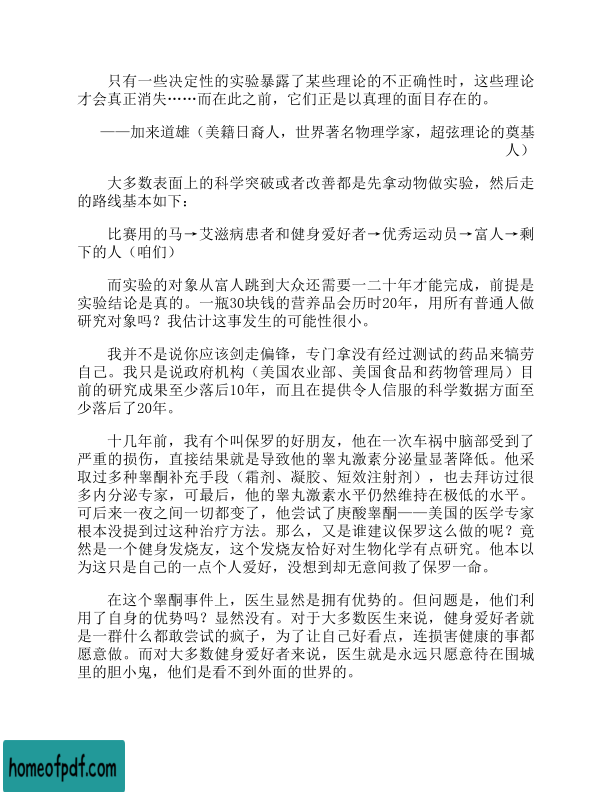 只有一些决定性的实验暴露了某些理论的不正确性时，这些理论
才会真正消失……而在此之前，它们正是以真理的面目存在的。
——加来道雄（美籍日裔人，世界著名物理学家，超弦理论的奠基
人）
大多数表面上的科学突破或者改善都是先拿动物做实验，然后走
的路线基本如下：
比赛用的马→艾滋病患者和健身爱好者→优秀运动员→富人→剩
下的人（咱们）
而实验的对象从富人跳到大众还需要一二十年才能完成，前提是
实验结论是真的。一瓶30块钱的营养品会历时20年，用所有普通人做
研究对象吗？我估计这事发生的可能性很小。
我并不是说你应该剑走偏锋，专门拿没有经过测试的药品来犒劳
自己。我只是说政府机构（美国农业部、美国食品和药物管理局）目
前的研究成果至少落后10年，而且在提供令人信服的科学数据方面至
少落后了20年。
十几年前，我有个叫保罗的好朋友，他在一次车祸中脑部受到了
严重的损伤，直接结果就是导致他的睾丸激素分泌量显著降低。他采
取过多种睾酮补充手段（霜剂、凝胶、短效注射剂），也去拜访过很
多内分泌专家，可最后，他的睾丸激素水平仍然维持在极低的水平。
可后来一夜之间一切都变了，他尝试了庚酸睾酮——美国的医学专家
根本没提到过这种治疗方法。那么，又是谁建议保罗这么做的呢？竟
然是一个健身发烧友，这个发烧友恰好对生物化学有点研究。他本以
为这只是自己的一点个人爱好，没想到却无意间救了保罗一命。
在这个睾酮事件上，医生显然是拥有优势的。但问题是，他们利
用了自身的优势吗？显然没有。对于大多数医生来说，健身爱好者就
是一群什么都敢尝试的疯子，为了让自己好看点，连损害健康的事都
愿意做。而对大多数健身爱好者来说，医生就是永远只愿意待在围城
里的胆小鬼，他们是看不到外面的世界的。
homeofpdf.com